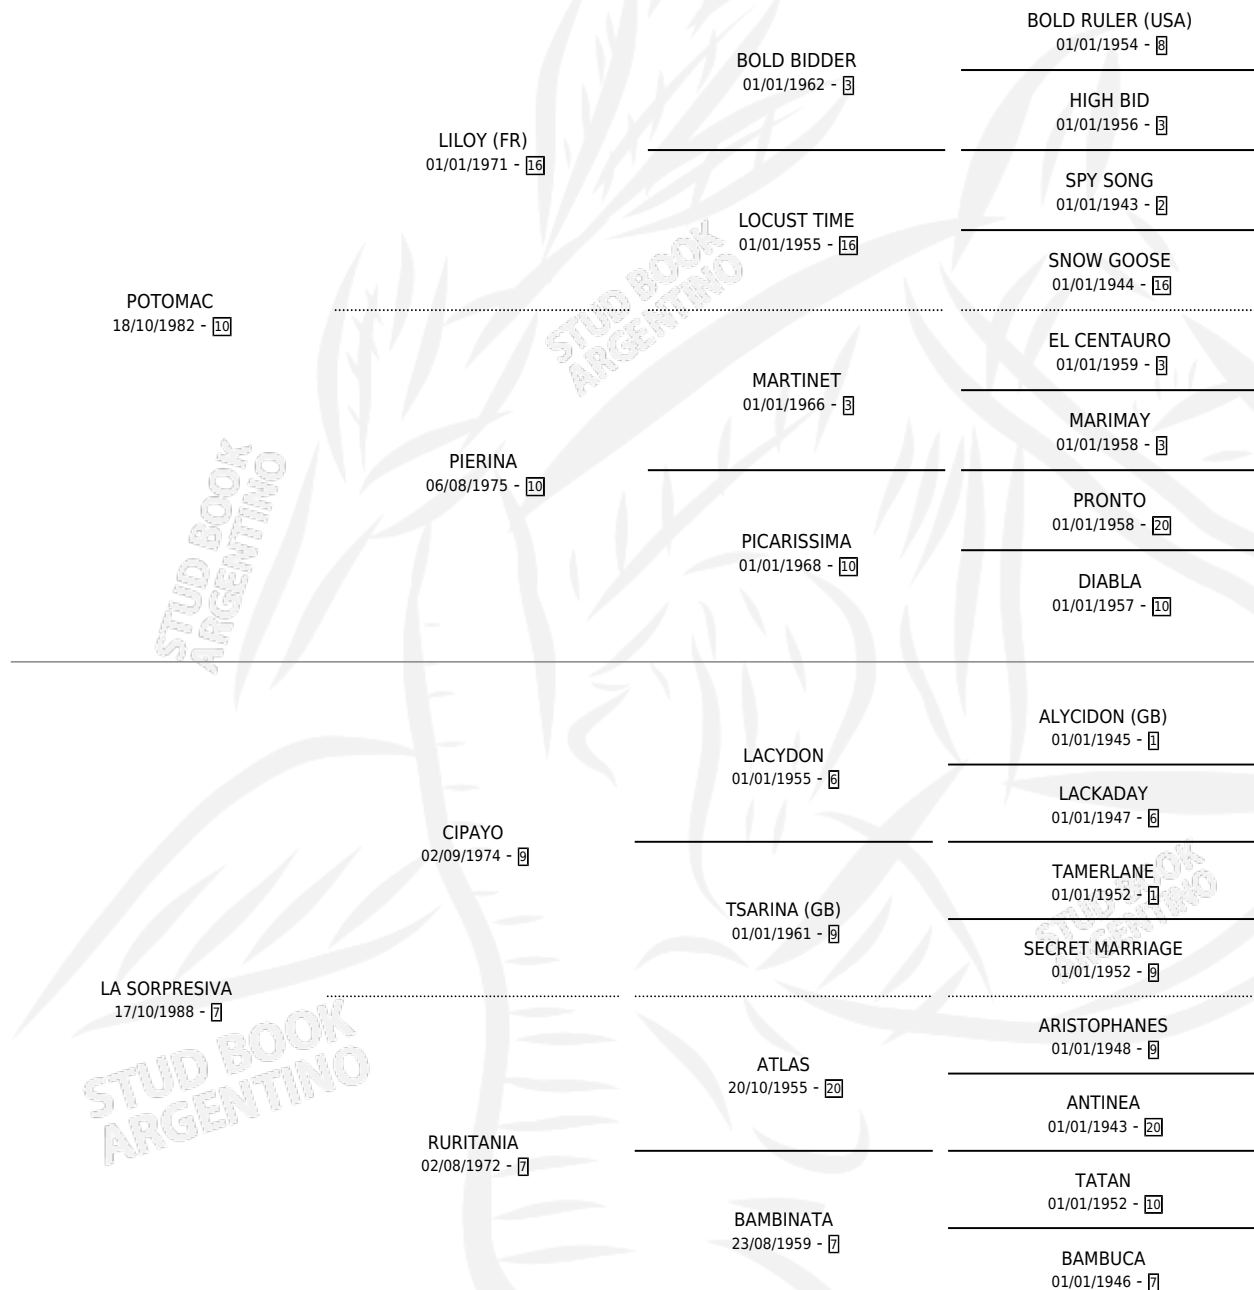 BOLD RULER (USA)
01/01/1954 - 8
BOLD BIDDER
01/01/1962 - 3
HIGH BID
01/01/1956 - 3
LILOY (FR)
01/01/1971 - 16
SPY SONG
01/01/1943 - 2
LOCUST TIME
01/01/1955 - 16
SNOW GOOSE
01/01/1944 - 16
POTOMAC
18/10/1982 - 10
STUD BOOK
ARGENTINO
EL CENTAURO
01/01/1959 - 3
MARTINET
01/01/1966 - 3
MARIMAY
01/01/1958 - 3
PIERINA
06/08/1975 - 10
PRONTO
01/01/1958 - 20
PICARISSIMA
01/01/1968 - 10
DIABLA
01/01/1957 - 10
STUD BOOK
ARGENTINO
ALYCIDON (GB)
01/01/1945 - 1
LACYDON
01/01/1955 - 6
LACKADAY
01/01/1947 - 6
CIPAYO
02/09/1974 - 9
TAMERLANE
01/01/1952 - 1
TSARINA (GB)
01/01/1961 - 9
SECRET MARRIAGE
01/01/1952 - 9
STUD BOOK
ARGENTINO
LA SORPRESIVA
17/10/1988 - 7
STUD BOOK
ARGENTINO
ARISTOPHANES
01/01/1948 - 9
ATLAS
20/10/1955 - 20
ANTINEA
01/01/1943 - 20
RURITANIA
02/08/1972 - 7
TATAN
01/01/1952 - 10
BAMBINATA
23/08/1959 - 7
BAMBUCA
01/01/1946 - 7